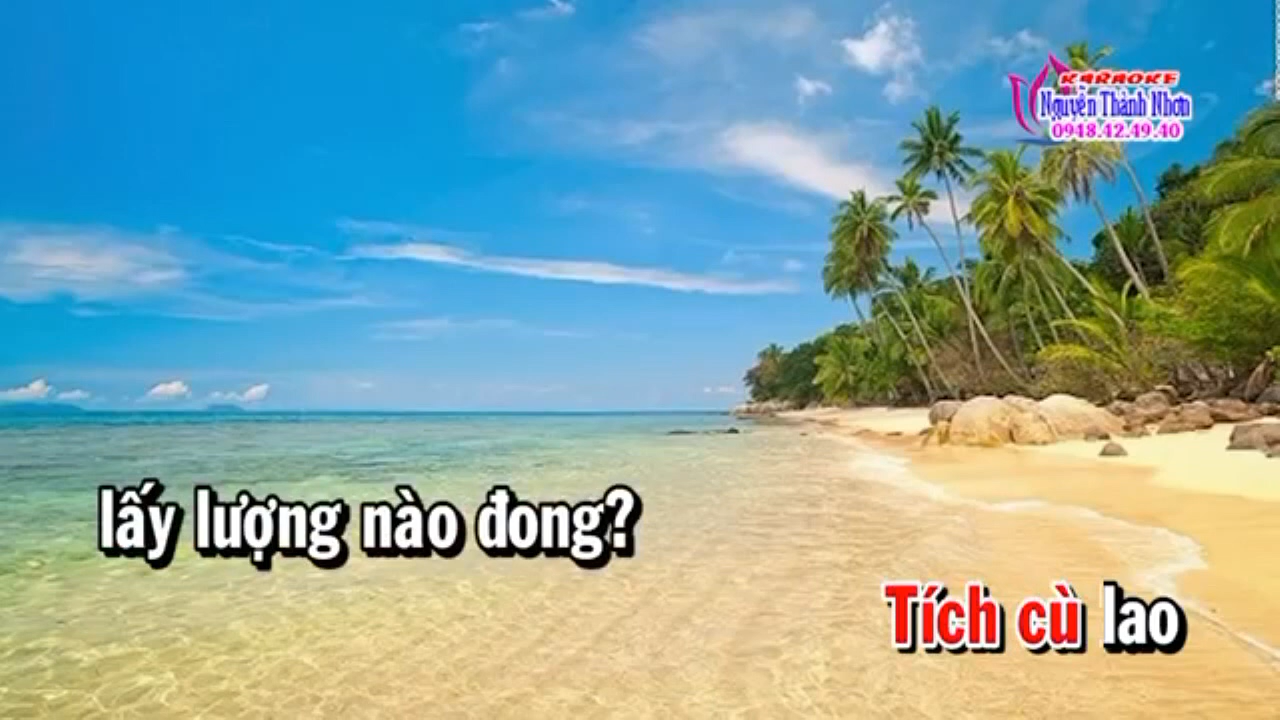 KARAOKE
Nguyễn Thành Nhơn
0948.42.49.40
lấy lượng nào đong?
Tích cù lao